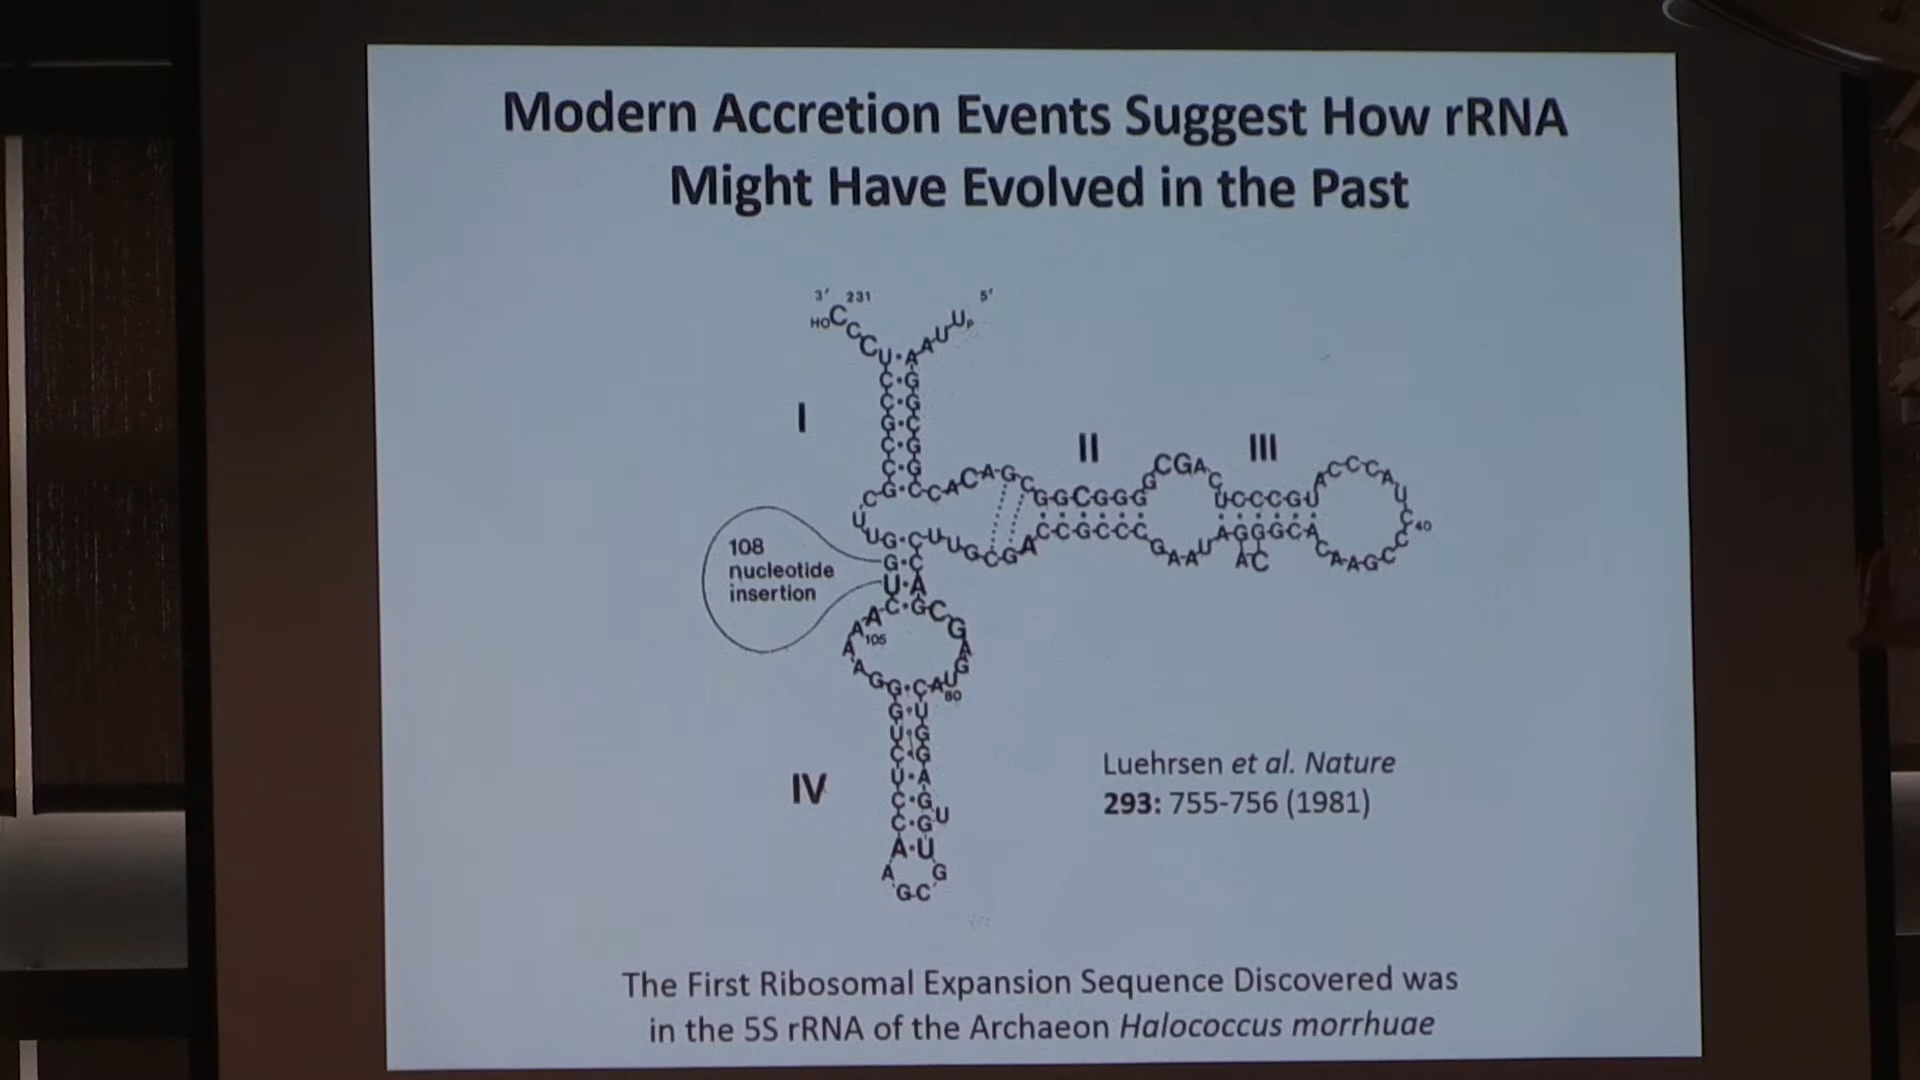 Modern Accretion Events Suggest How rRNA
Might Have Evolved in the Past
3′ 231
5′
HO
I
II
III
108
nucleotide
insertion
40
105
80
IV
Luehrsen et al. Nature
293: 755-756 (1981)
The First Ribosomal Expansion Sequence Discovered was
in the 5S rRNA of the Archaeon Halococcus morrhuae